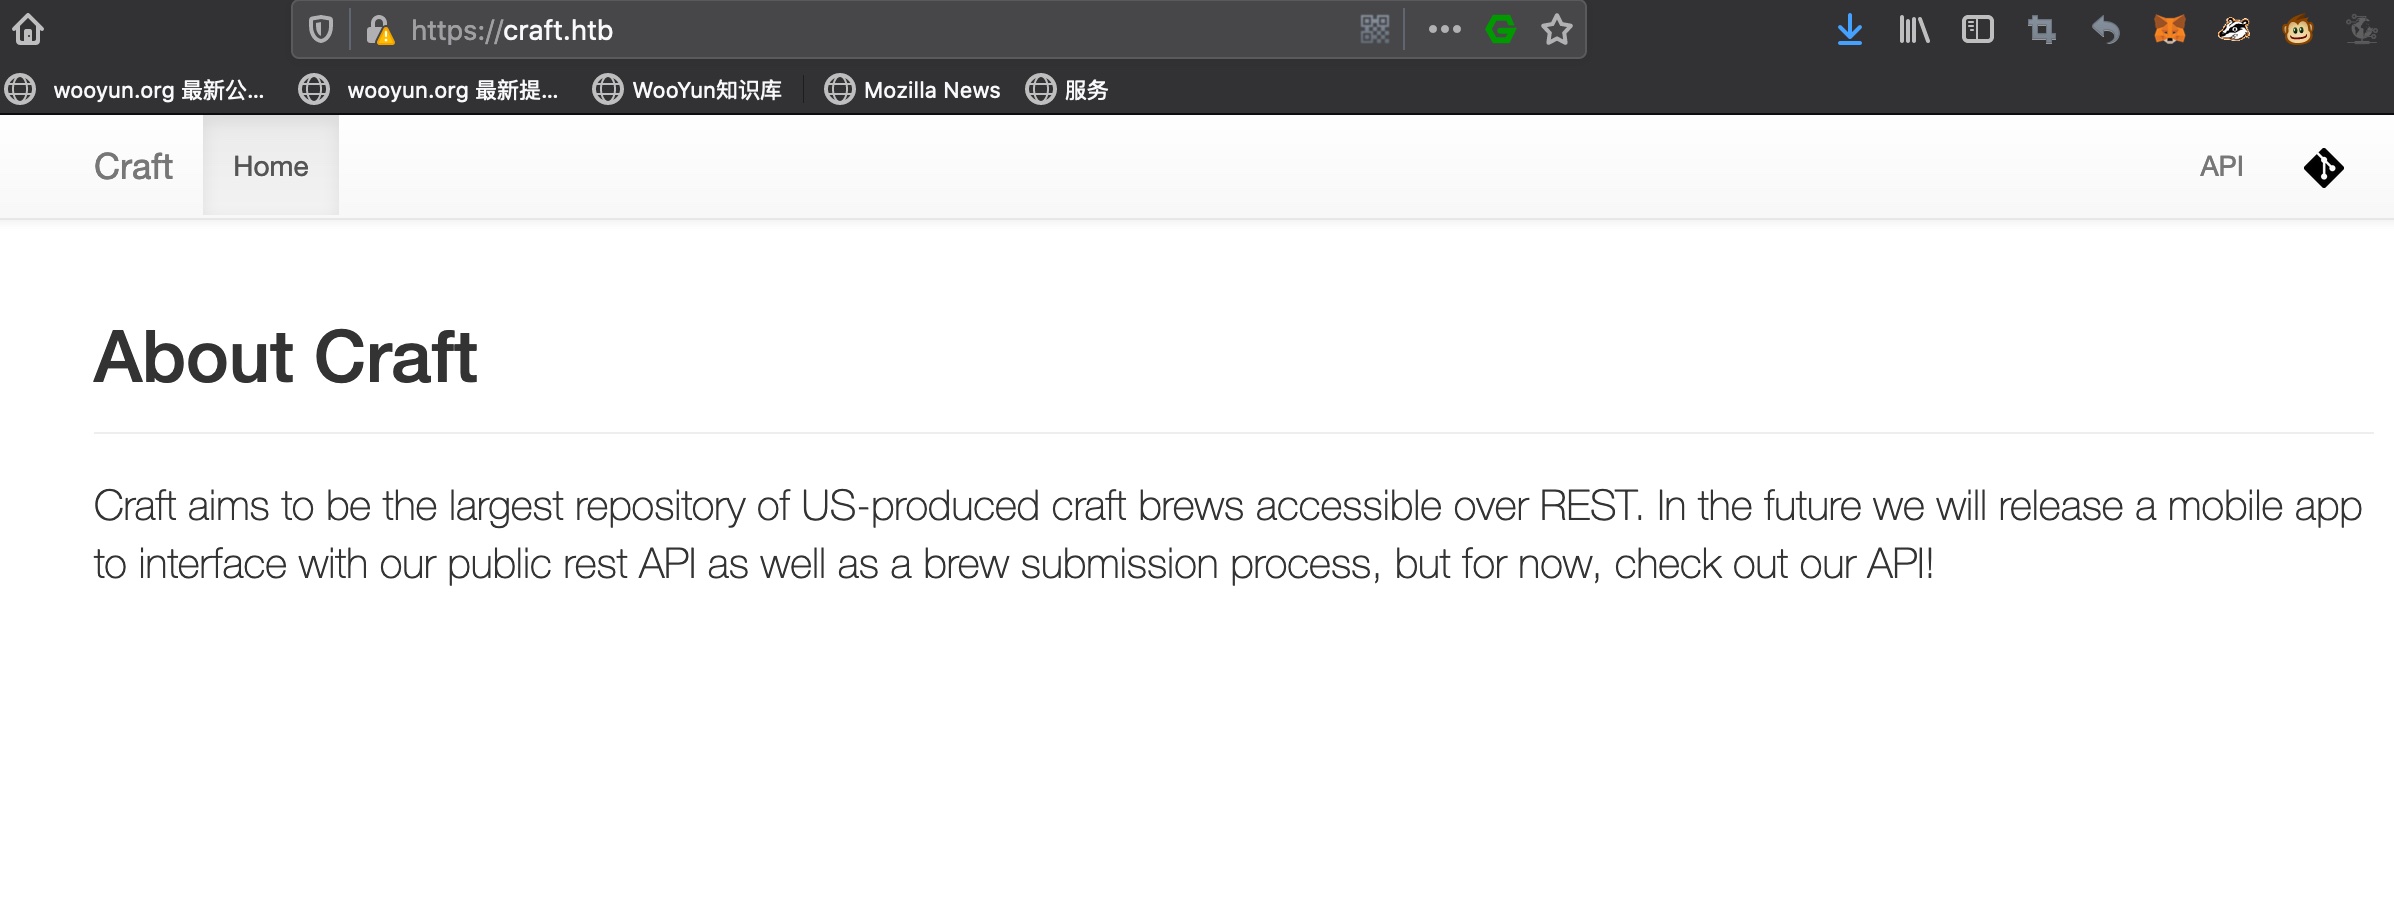 https://craft.htb
wooyun.org 最新公... wooyun.org 最新提... WooYun知识库 Mozilla News 服务
Craft Home API
About Craft
Craft aims to be the largest repository of US-produced craft brews accessible over REST. In the future we will release a mobile app
to interface with our public rest API as well as a brew submission process, but for now, check out our API!